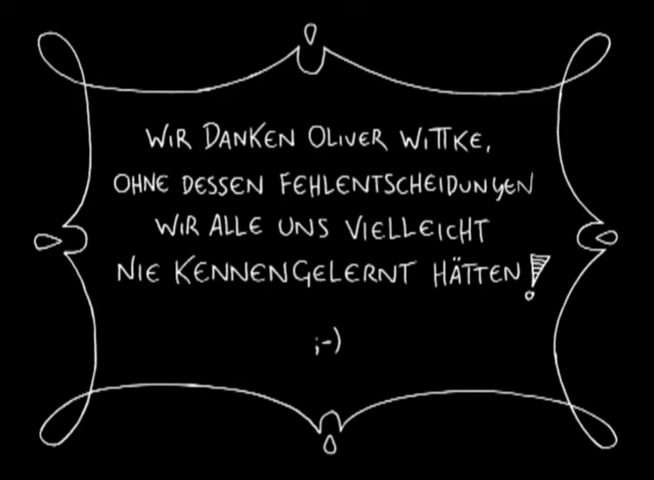 WIR DANKEN OLIVER WITTKE,
OHNE DESSEN FEHLENTSCHEIDUNGEN
WIR ALLE UNS VIELLEICHT
NIE KENNENGELERNT HÄTTEN!
;-)